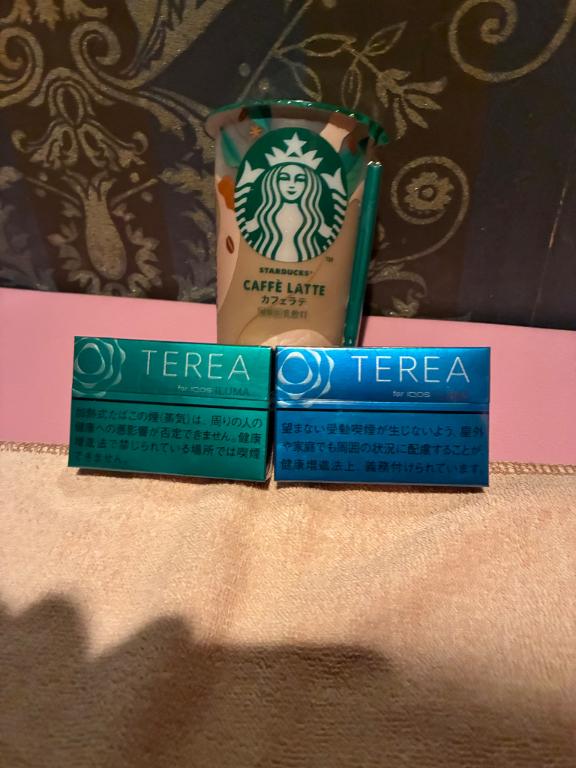 STARBUCKS®
CAFFÈ LATTE
カフェラテ
乳飲料
TEREA
for IQOS ILUMA
加熱式たばこの煙(蒸気)は、周りの人の
健康への悪影響が否定できません。健康
増進法で禁じられている場所では喫煙
できません。
TEREA
for IQOS
望まない受動喫煙が生じないよう、屋外
や家庭でも周囲の状況に配慮することが、
健康増進法上、義務付けられています。